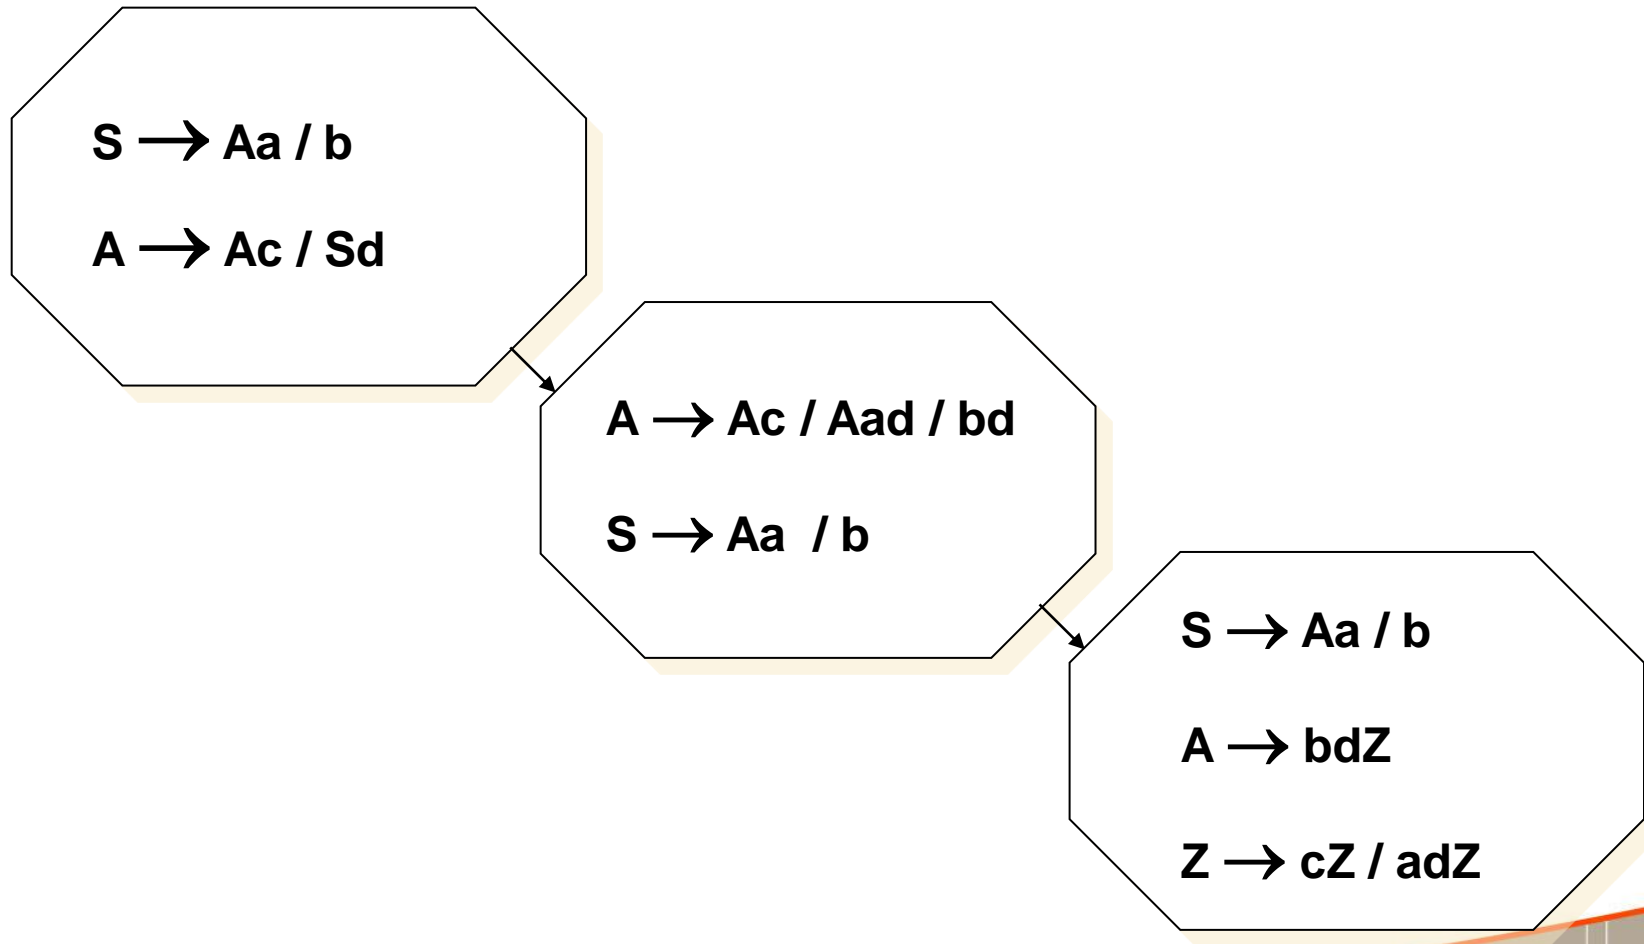 S → Aa / b
A → Ac / Sd
A → Ac / Aad / bd
S → Aa / b
S → Aa / b
A → bdZ
Z → cZ / adZ